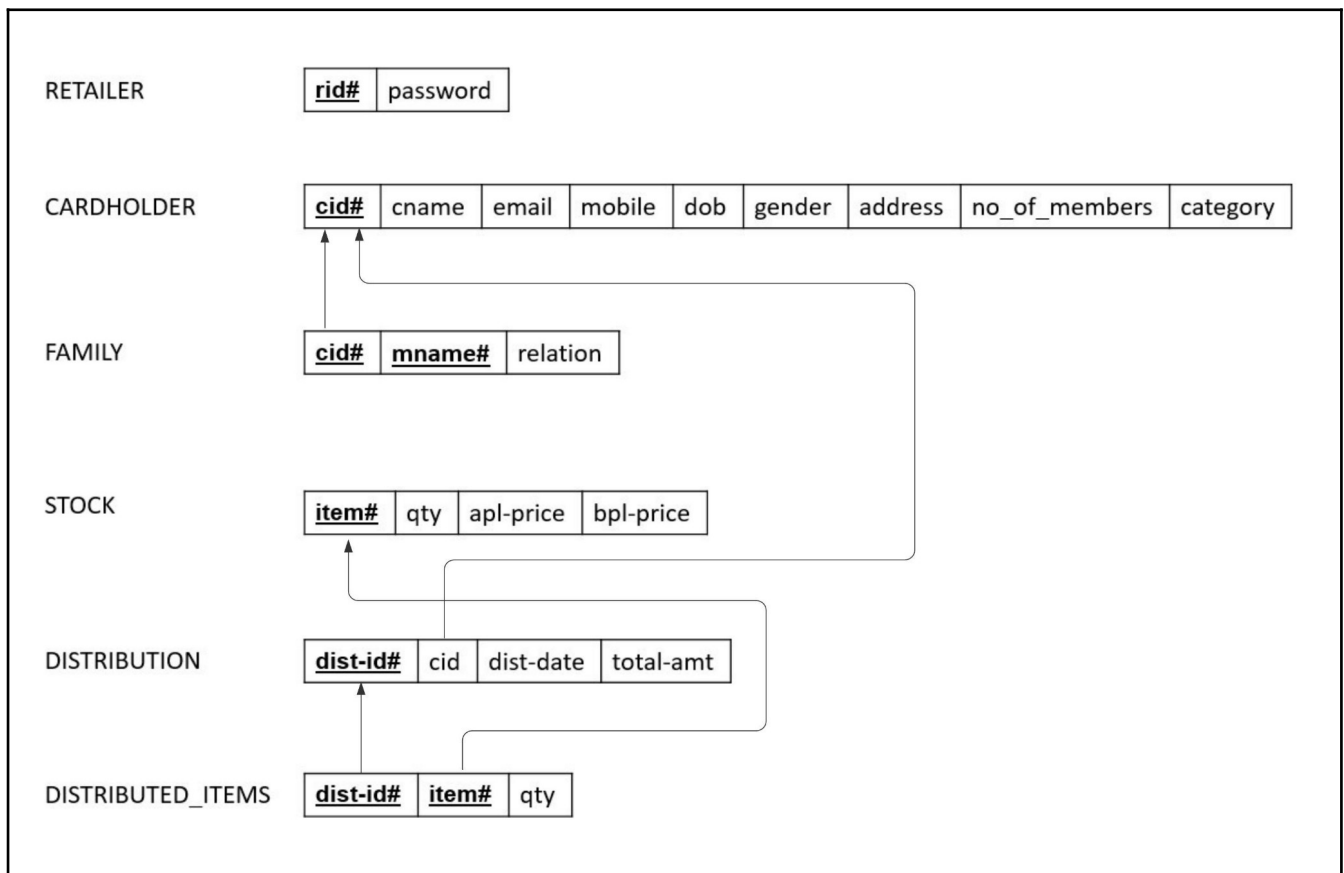 RETAILER rid# password
CARDHOLDER cid# cname email mobile dob gender address no_of_members category
FAMILY cid# mname# relation
STOCK item# qty apl-price bpl-price
DISTRIBUTION dist-id# cid dist-date total-amt
DISTRIBUTED_ITEMS dist-id# item# qty